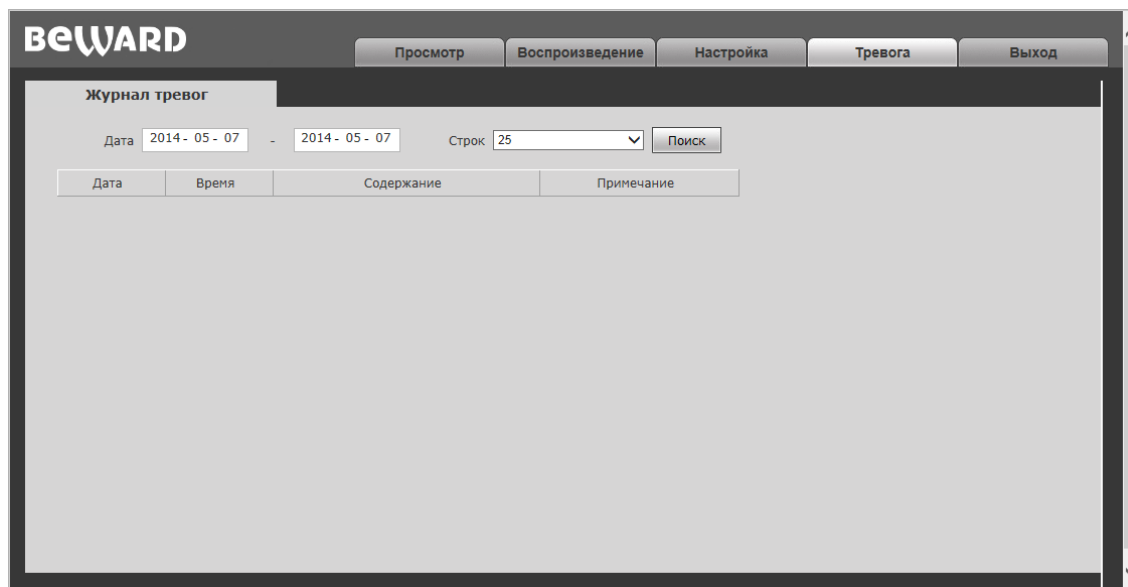 BEWARD
Просмотр Воспроизведение Настройка Тревога Выход
Журнал тревог
Дата 2014 - 05 - 07 - 2014 - 05 - 07 Строк 25 Поиск
Дата Время Содержание Примечание